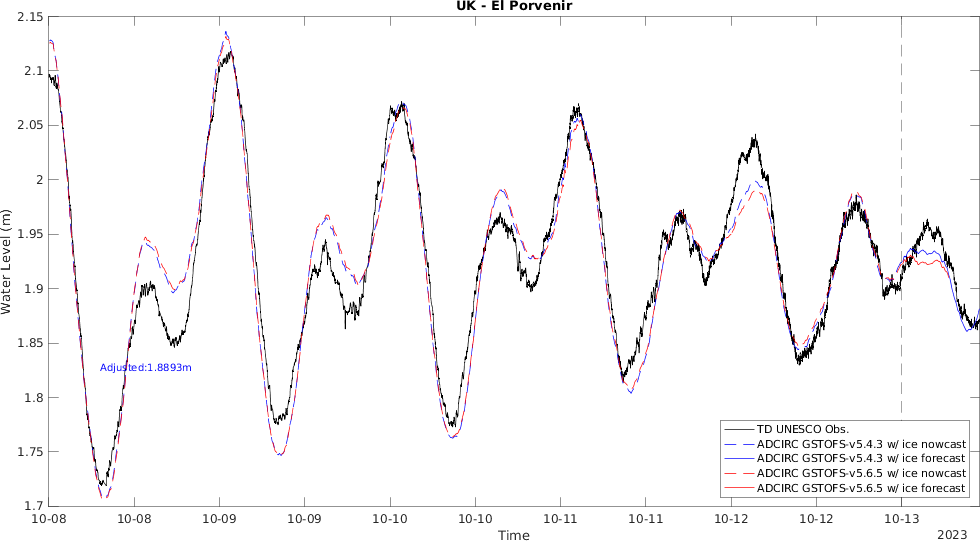 UK - El Porvenir
2.15
2.1
2.05
2
1.95
1.9
1.85
1.8
1.75
1.7
Water Level (m)
Adjusted:1.8893m
TD UNESCO Obs.
ADCIRC GSTOFS-v5.4.3 w/ ice nowcast
ADCIRC GSTOFS-v5.4.3 w/ ice forecast
ADCIRC GSTOFS-v5.6.5 w/ ice nowcast
ADCIRC GSTOFS-v5.6.5 w/ ice forecast
10-08 10-08 10-09 10-09 10-10 10-10 10-11 10-11 10-12 10-12 10-13
Time
2023